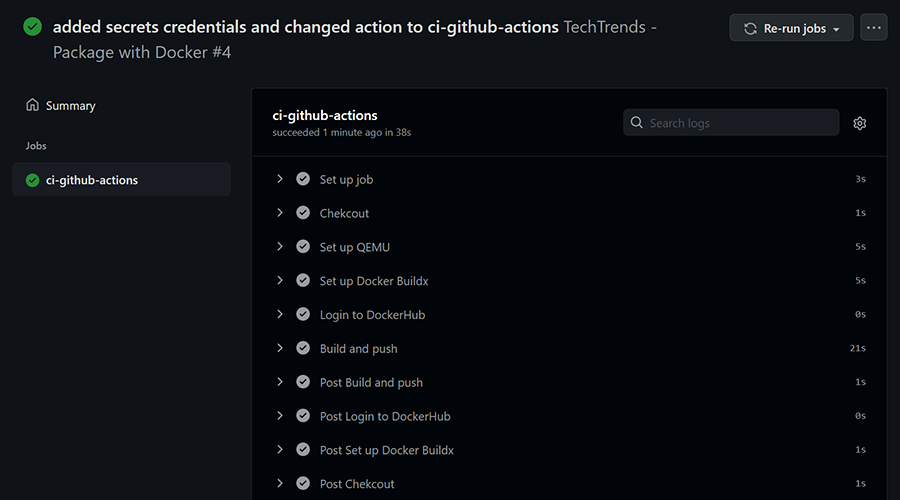 added secrets credentials and changed action to ci-github-actions TechTrends -
Package with Docker #4
Re-run jobs
Summary
Jobs
ci-github-actions
ci-github-actions
succeeded 1 minute ago in 38s
Search logs
Set up job 3s
Chekcout 1s
Set up QEMU 5s
Set up Docker Buildx 5s
Login to DockerHub 0s
Build and push 21s
Post Build and push 1s
Post Login to DockerHub 0s
Post Set up Docker Buildx 1s
Post Chekcout 1s